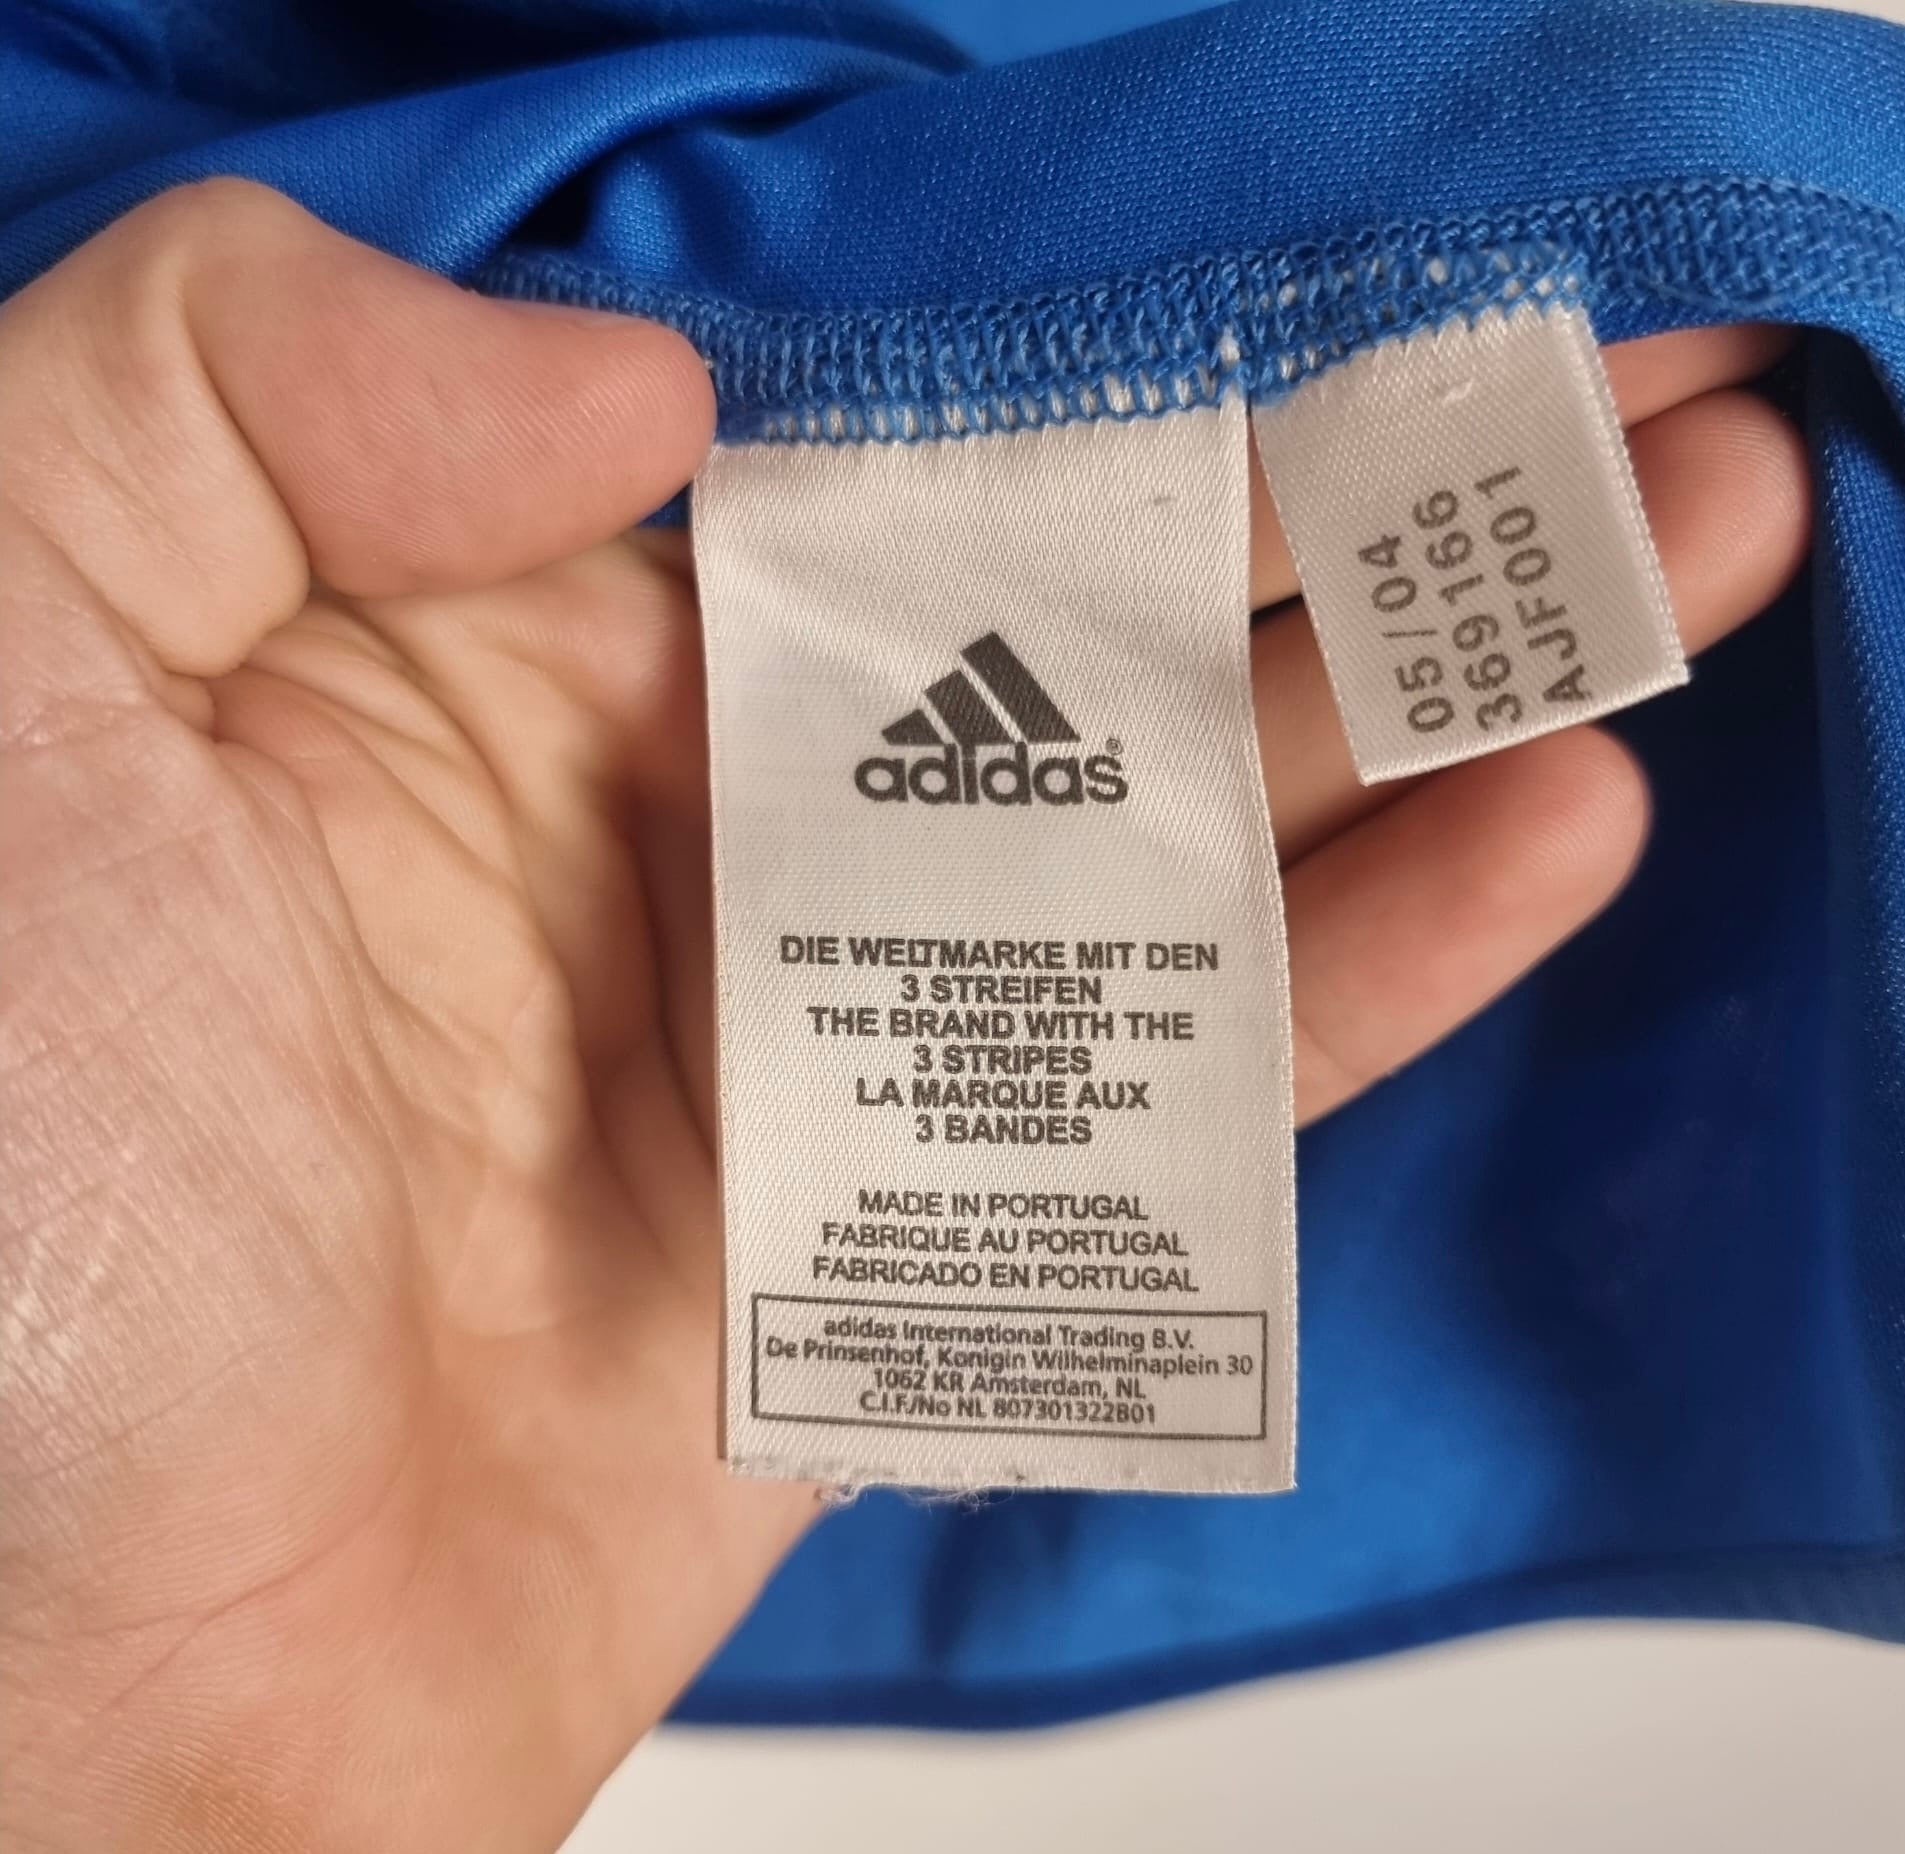 adidas®
DIE WELTMARKE MIT DEN
3 STREIFEN
THE BRAND WITH THE
3 STRIPES
LA MARQUE AUX
3 BANDES
MADE IN PORTUGAL
FABRIQUE AU PORTUGAL
FABRICADO EN PORTUGAL
adidas International Trading B.V.
De Prinsenhof, Konigin Wilhelminaplein 30
1062 KR Amsterdam, NL
C.I.F./No NL 807301322B01
05/04
369166
AJF001